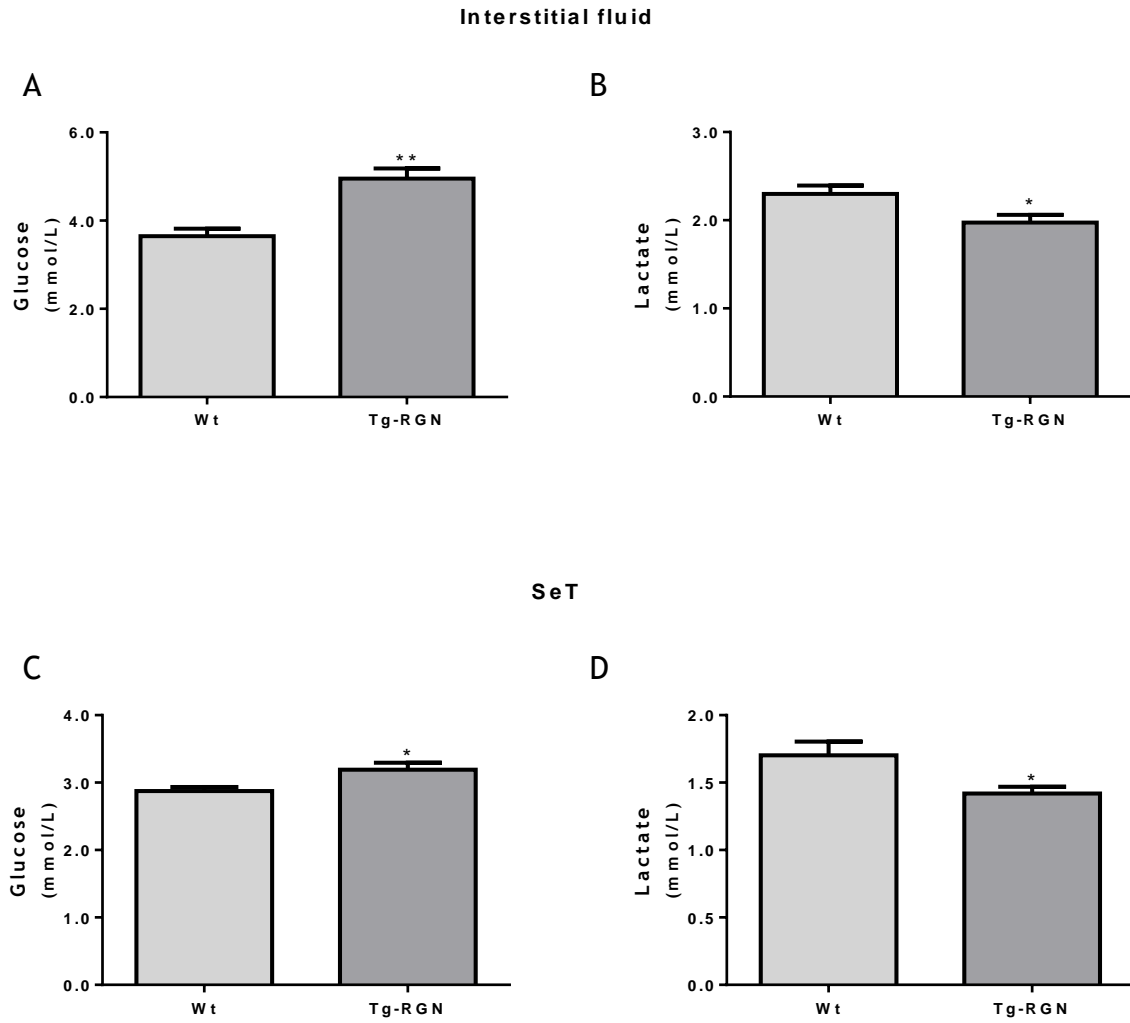 Interstitial fluid
A
B
6.0
4.0
2.0
0.0
Glucose
(mmol/L)
**
Wt
Tg-RGN
3.0
2.0
1.0
0.0
Lactate
(mmol/L)
*
Wt
Tg-RGN
SeT
C
D
4.0
3.0
2.0
1.0
0.0
Glucose
(mmol/L)
*
Wt
Tg-RGN
2.0
1.5
1.0
0.5
0.0
Lactate
(mmol/L)
*
Wt
Tg-RGN